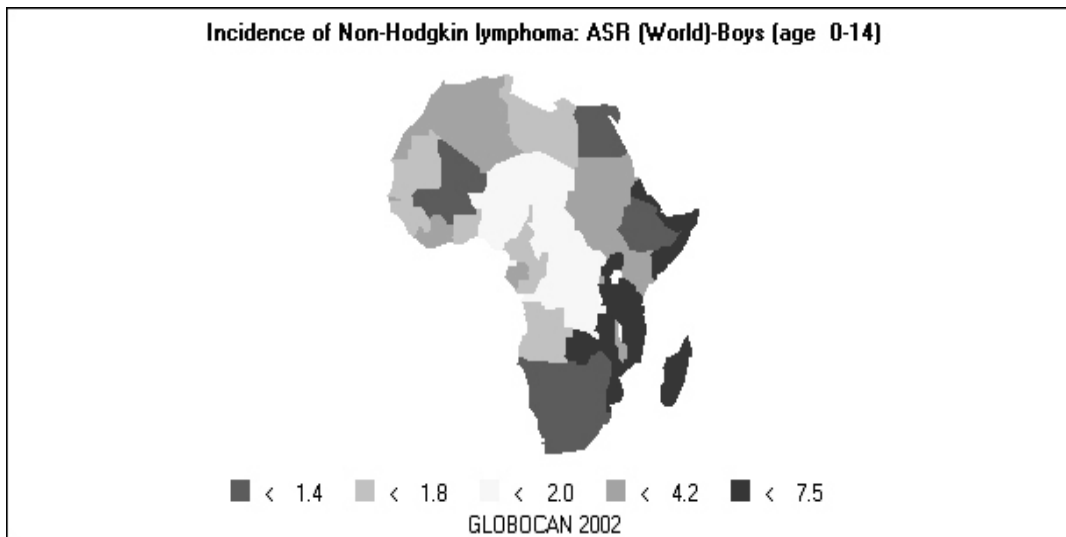 Incidence of Non-Hodgkin lymphoma: ASR (World)-Boys (age 0-14)
< 1.4 < 1.8 < 2.0 < 4.2 < 7.5
GLOBOCAN 2002